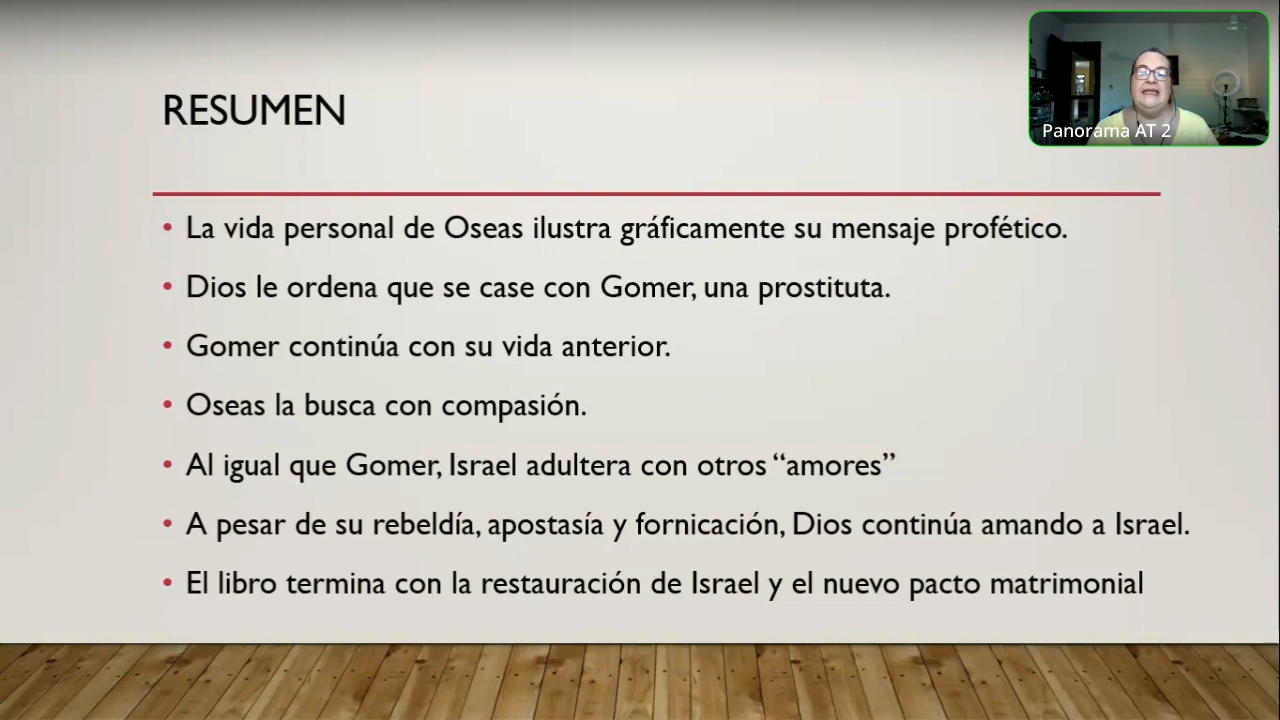 RESUMEN
Panorama AT 2
• La vida personal de Oseas ilustra gráficamente su mensaje profético.
• Dios le ordena que se case con Gomer, una prostituta.
• Gomer continúa con su vida anterior.
• Oseas la busca con compasión.
• Al igual que Gomer, Israel adultera con otros “amores”
• A pesar de su rebeldía, apostasía y fornicación, Dios continúa amando a Israel.
• El libro termina con la restauración de Israel y el nuevo pacto matrimonial